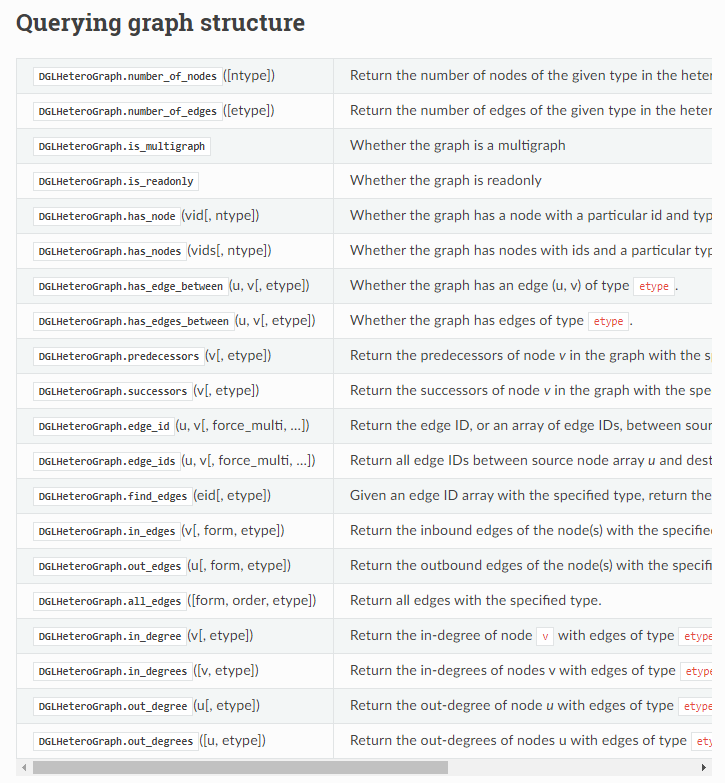 Querying graph structure
DGLHeteroGraph.number_of_nodes([ntype]) Return the number of nodes of the given type in the
DGLHeteroGraph.number_of_edges([etype]) Return the number of edges of the given type in the
DGLHeteroGraph.is_multigraph Whether the graph is a multigraph
DGLHeteroGraph.is_readonly Whether the graph is readonly
DGLHeteroGraph.has_node(vid[, ntype]) Whether the graph has a node with a particular id and
DGLHeteroGraph.has_nodes(vids[, ntype]) Whether the graph has nodes with ids and a particular
DGLHeteroGraph.has_edge_between(u, v[, etype]) Whether the graph has an edge (u, v) of type etype.
DGLHeteroGraph.has_edges_between(u, v[, etype]) Whether the graph has edges of type etype.
DGLHeteroGraph.predecessors(v[, etype]) Return the predecessors of node v in the graph with the
DGLHeteroGraph.successors(v[, etype]) Return the successors of node v in the graph with the
DGLHeteroGraph.edge_id(u, v[, force_multi, ...]) Return the edge ID, or an array of edge IDs, between
DGLHeteroGraph.edge_ids(u, v[, force_multi, ...]) Return all edge IDs between source node array u and
DGLHeteroGraph.find_edges(eid[, etype]) Given an edge ID array with the specified type, return the
DGLHeteroGraph.in_edges(v[, form, etype]) Return the inbound edges of the node(s) with the
DGLHeteroGraph.out_edges(u[, form, etype]) Return the outbound edges of the node(s) with the
DGLHeteroGraph.all_edges([form, order, etype]) Return all edges with the specified type.
DGLHeteroGraph.in_degree(v[, etype]) Return the in-degree of node v with edges of type etype
DGLHeteroGraph.in_degrees([v, etype]) Return the in-degrees of nodes v with edges of type etype
DGLHeteroGraph.out_degree(u[, etype]) Return the out-degree of node u with edges of type etype
DGLHeteroGraph.out_degrees([u, etype]) Return the out-degrees of nodes u with edges of type